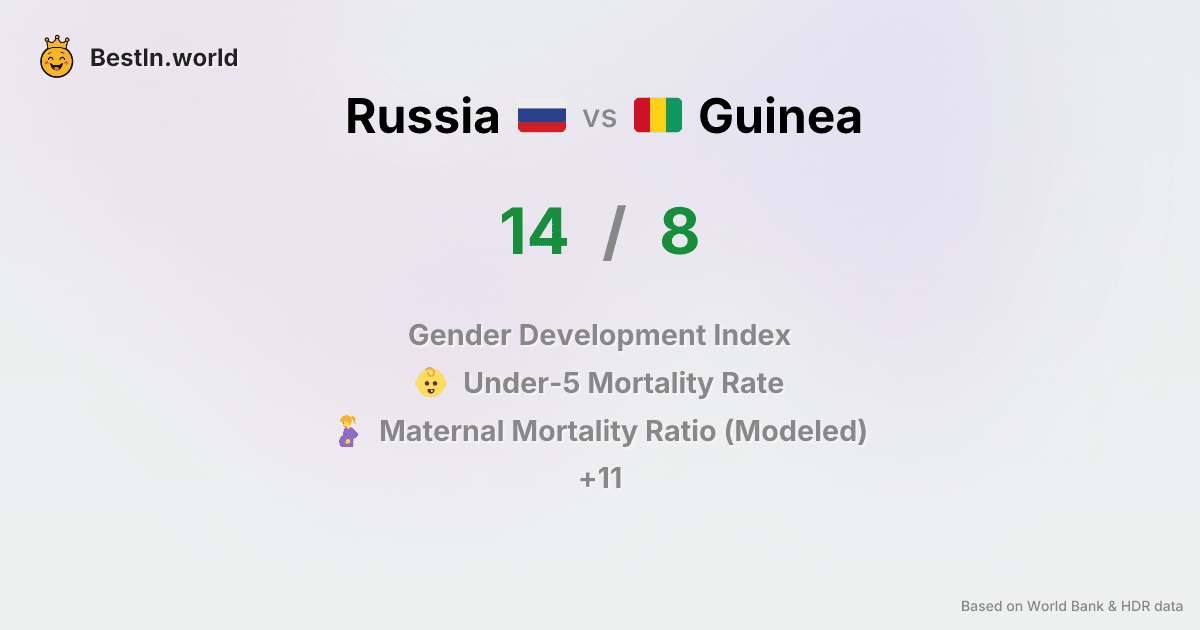 BestIn.world
Russia vs Guinea
14 / 8
Gender Development Index
Under-5 Mortality Rate
Maternal Mortality Ratio (Modeled)
+11
Based on World Bank & HDR data